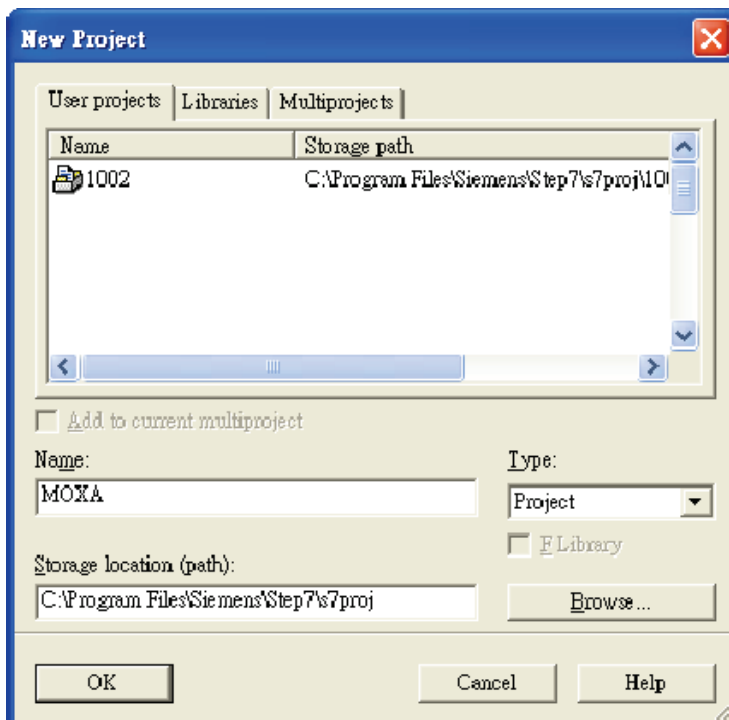 New Project
User projects Libraries Multiprojects
Name Storage path
1002 C:\Program Files\Siemens\Step7\s7proj\10
Add to current multiproject
Name: Type:
MOXA Project
F Library
Storage location (path):
C:\Program Files\Siemens\Step7\s7proj Browse...
OK Cancel Help